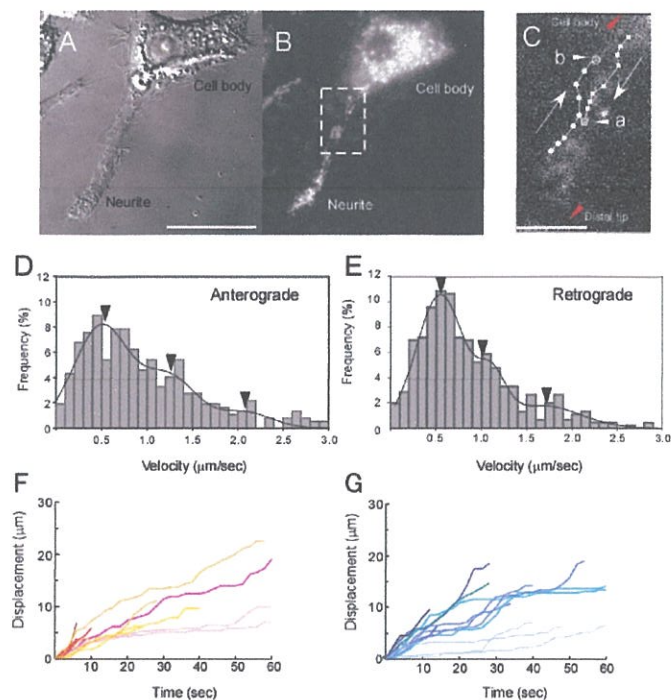 A
Cell body
Neurite
B
Cell body
Neurite
C
Cell body
b
a
Distal tip
D
Anterograde
Frequency (%)
12
10
8
6
4
2
0
0.5
1.0
1.5
2.0
2.5
3.0
Velocity (μm/sec)
E
Retrograde
Frequency (%)
12
10
8
6
4
2
0
0.5
1.0
1.5
2.0
2.5
3.0
Velocity (μm/sec)
F
Displacement (μm)
30
20
10
0
10
20
30
40
50
60
Time (sec)
G
Displacement (μm)
30
20
10
0
10
20
30
40
50
60
Time (sec)